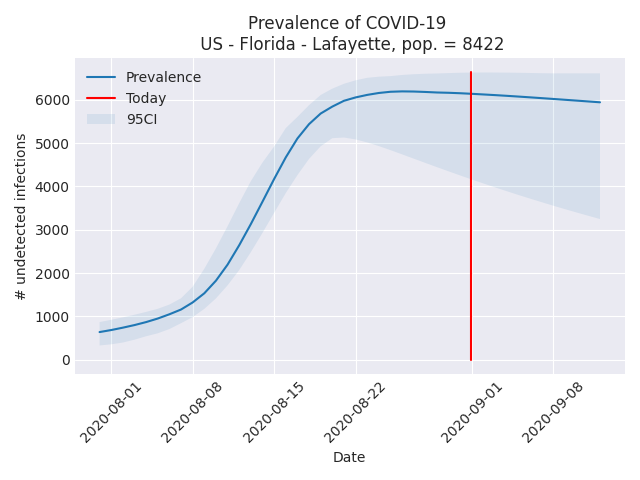 Prevalence of COVID-19
US - Florida - Lafayette, pop. = 8422
Prevalence
Today
95CI
# undetected infections
6000
5000
4000
3000
2000
1000
0
2020-08-01
2020-08-08
2020-08-15
2020-08-22
2020-09-01
2020-09-08
Date